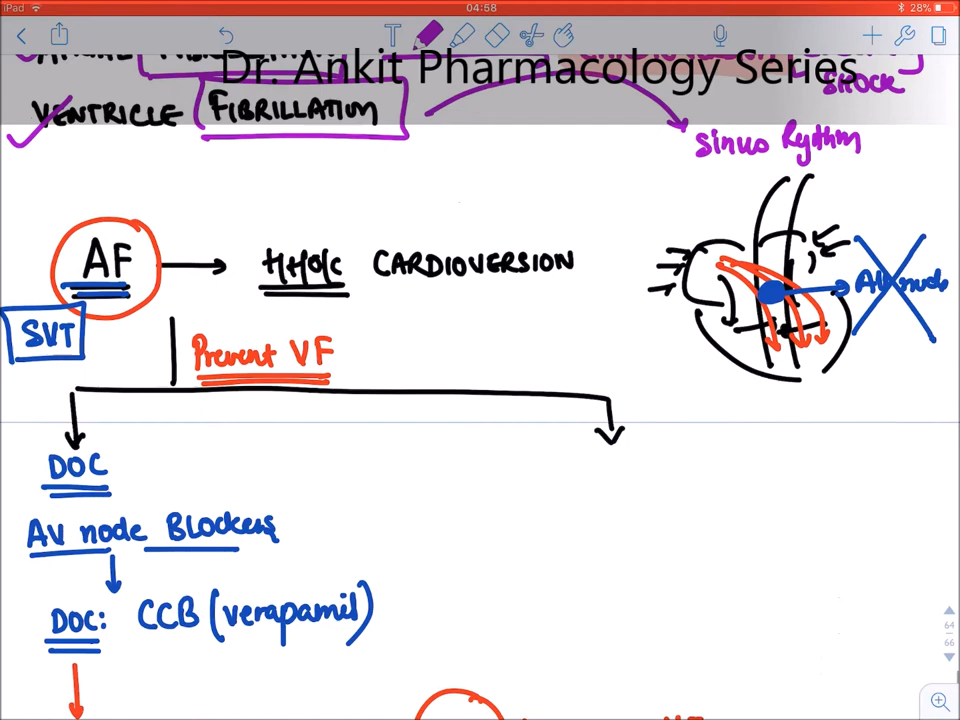 iPad 04:58 28%
Dr. Ankit Pharmacology Series
SHOCK
VENTRICLE FIBRILLATION
Sinus Rythm
AF CARDIOVERSION
AV node
SVT
Prevent VF
DOC
AV node BLockers
DOC: CCB (verapamil)
64
66